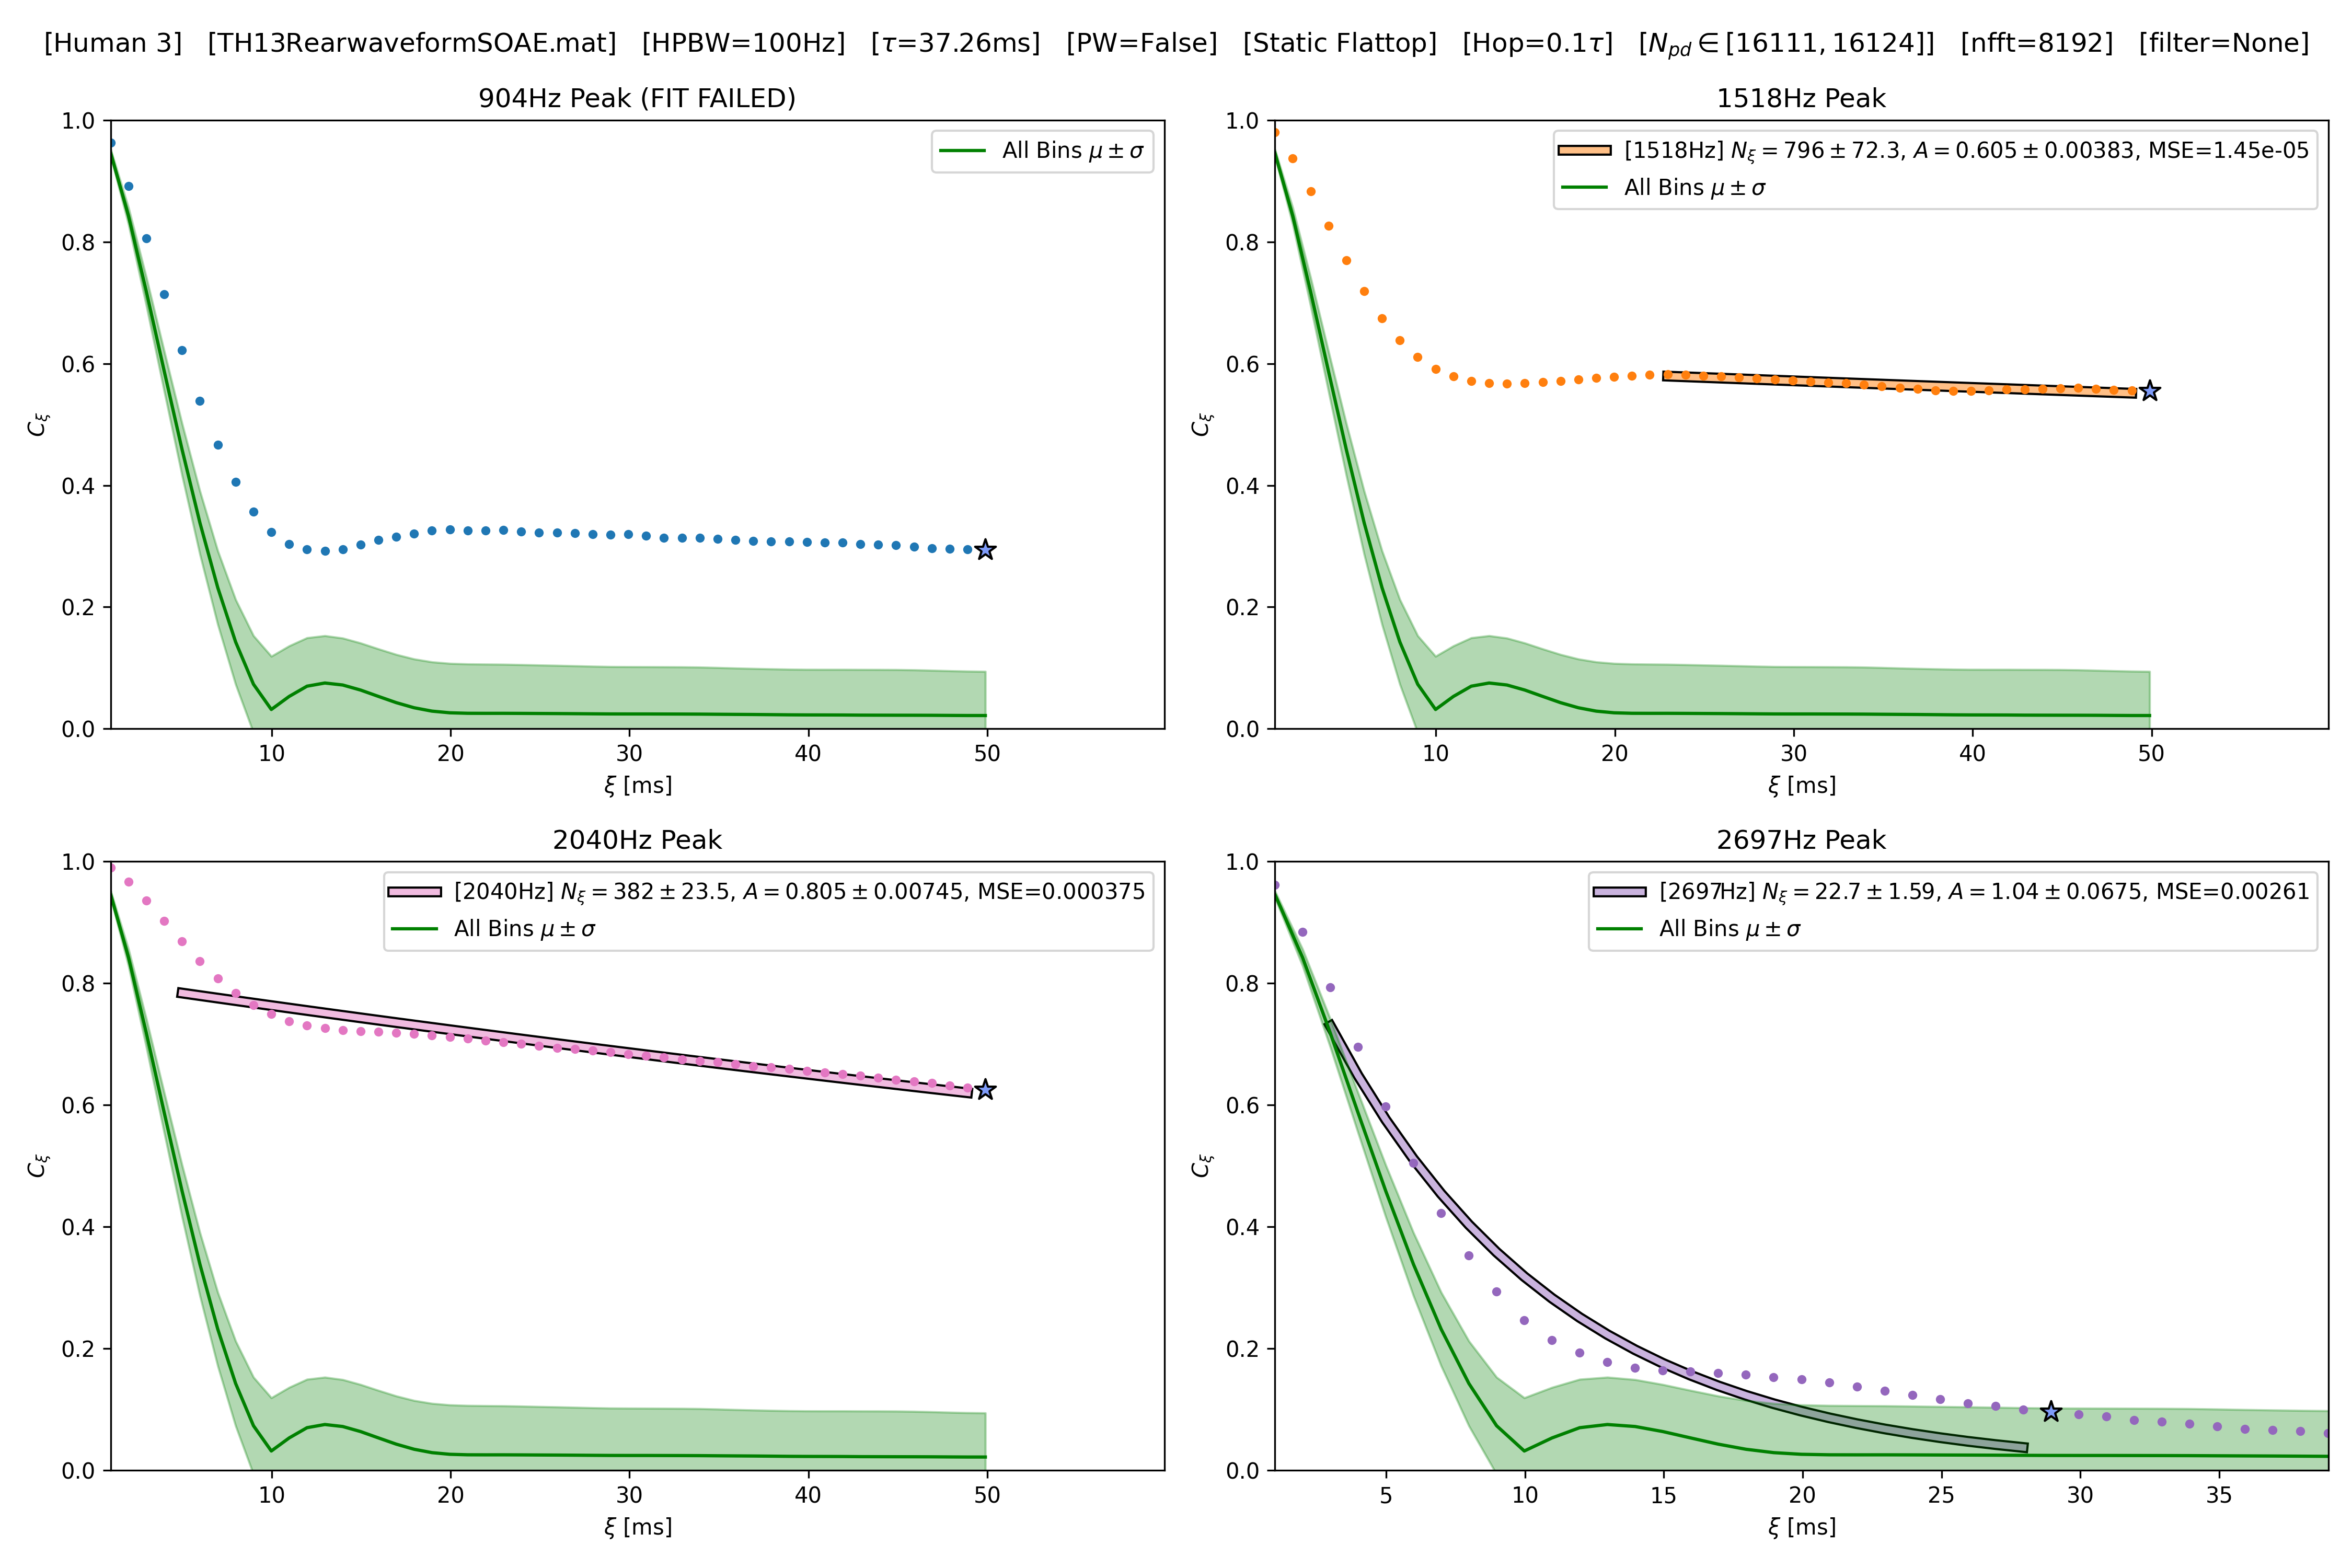 [Human 3] [TH13RearwaveformSOAE.mat] [HPBW=100Hz] [τ=37.26ms] [PW=False] [Static Flattop] [Hop=0.1τ] [N_pd ∈ [16111, 16124]] [nfft=8192] [filter=None]
904Hz Peak (FIT FAILED)
1.0
0.8
0.6
0.4
0.2
0.0
C_ξ
All Bins μ ± σ
10
20
30
40
50
ξ [ms]
1518Hz Peak
1.0
0.8
0.6
0.4
0.2
0.0
C_ξ
[1518Hz] N_ξ = 796 ± 72.3, A = 0.605 ± 0.00383, MSE=1.45e-05
All Bins μ ± σ
10
20
30
40
50
ξ [ms]
2040Hz Peak
1.0
0.8
0.6
0.4
0.2
0.0
C_ξ
[2040Hz] N_ξ = 382 ± 23.5, A = 0.805 ± 0.00745, MSE=0.000375
All Bins μ ± σ
10
20
30
40
50
ξ [ms]
2697Hz Peak
1.0
0.8
0.6
0.4
0.2
0.0
C_ξ
[2697Hz] N_ξ = 22.7 ± 1.59, A = 1.04 ± 0.0675, MSE=0.00261
All Bins μ ± σ
5
10
15
20
25
30
35
ξ [ms]